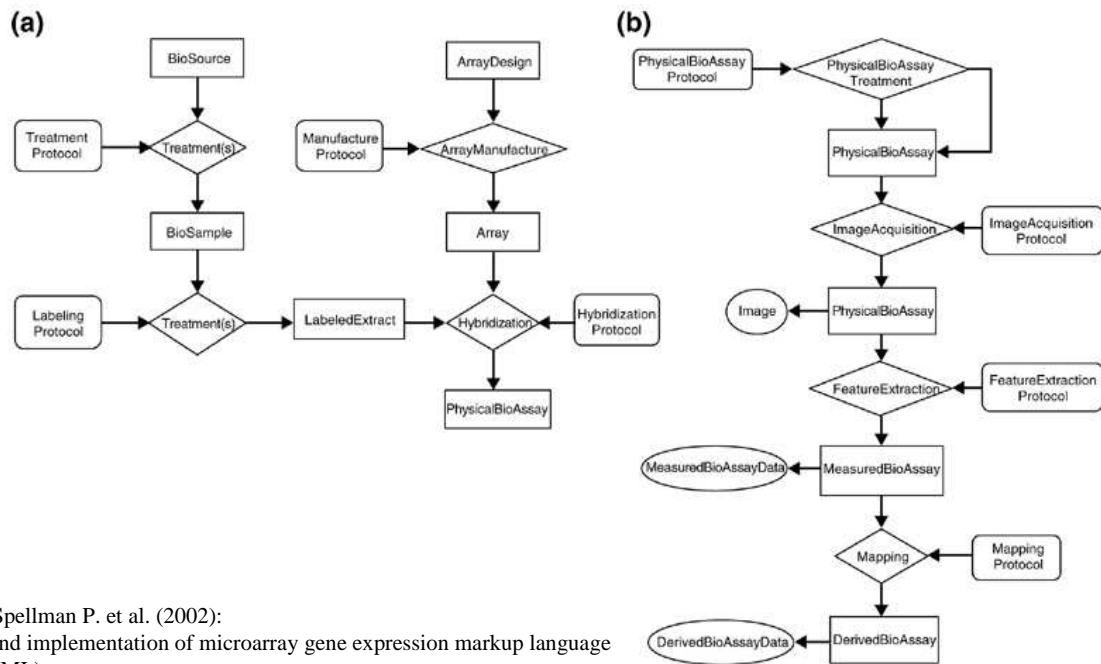 (a)
BioSource
ArrayDesign
Treatment
Protocol
Treatment(s)
Manufacture
Protocol
ArrayManufacture
BioSample
Array
Labeling
Protocol
Treatment(s)
LabeledExtract
Hybridization
Hybridization
Protocol
PhysicalBioAssay
(b)
PhysicalBioAssay
Protocol
PhysicalBioAssay
Treatment
PhysicalBioAssay
ImageAcquisition
ImageAcquisition
Protocol
Image
PhysicalBioAssay
FeatureExtraction
FeatureExtraction
Protocol
MeasuredBioAssayData
MeasuredBioAssay
Mapping
Mapping
Protocol
DerivedBioAssayData
DerivedBioAssay
Spellman P. et al. (2002):
and implementation of microarray gene expression markup language